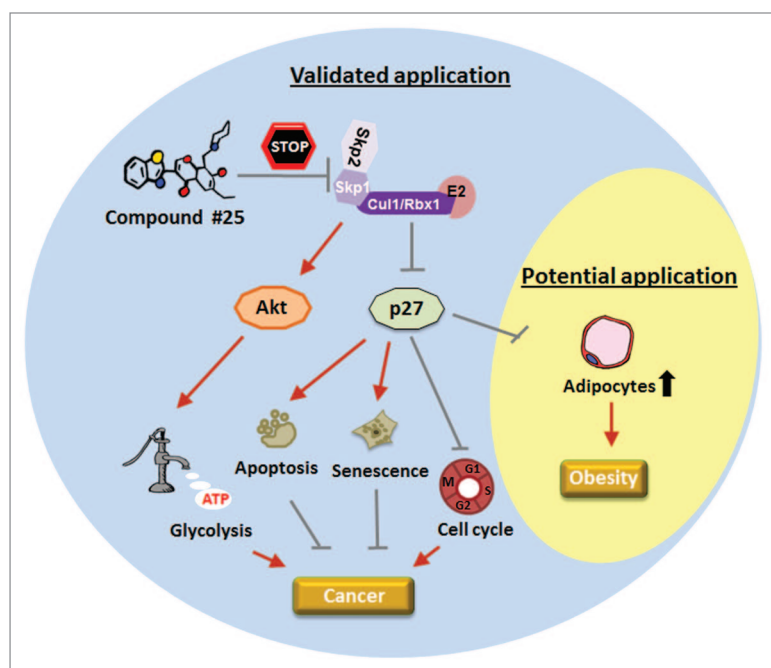 Validated application
STOP
Skp2
Skp1
E2
Cul1/Rbx1
Compound #25
Potential application
Akt
p27
Adipocytes
Apoptosis
Senescence
G1
M
S
G2
ATP
Obesity
Glycolysis
Cell cycle
Cancer